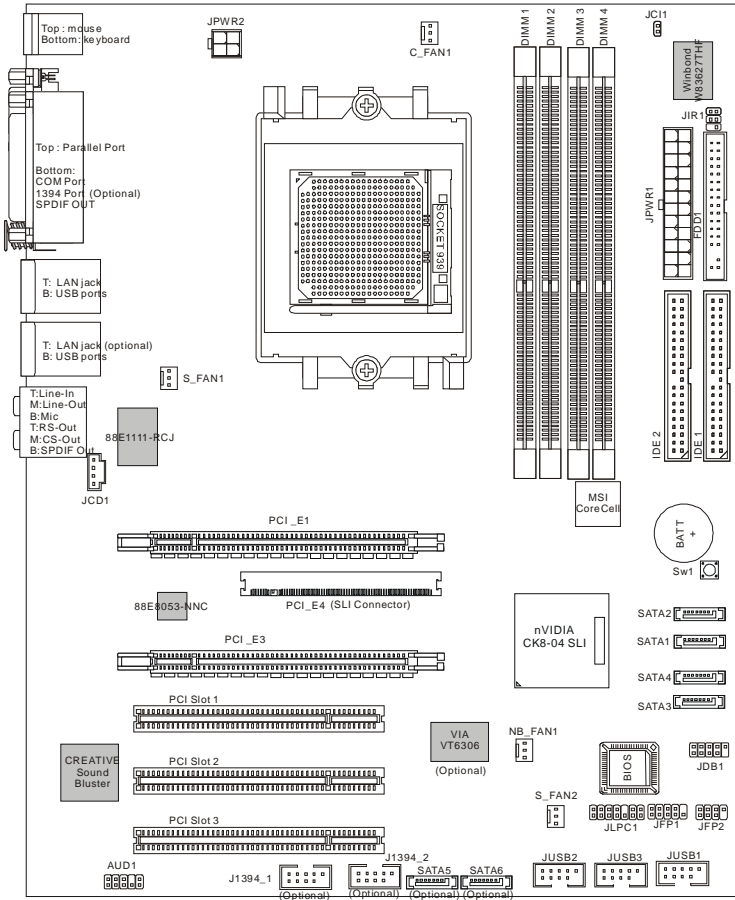 Top : mouse
Bottom: keyboard
JPWR2
C_FAN1
DIMM 1
DIMM 2
DIMM 3
DIMM 4
JCI1
Winbond
W83627THF
JIR1
Top : Parallel Port
Bottom:
COM Port
1394 Port (Optional)
SPDIF OUT
SOCKET 939
JPWR1
FDD1
T: LAN jack
B: USB ports
T: LAN jack (optional)
B: USB ports
S_FAN1
T:Line-In
M:Line-Out
B:Mic
T:RS-Out
M:CS-Out
B:SPDIF Out
88E1111-RCJ
JCD1
IDE 2
IDE 1
MSI
CoreCell
BATT
+
Sw1
PCI _E1
PCI_E4 (SLI Connector)
88E8053-NNC
nVIDIA
CK8-04 SLI
SATA2
SATA1
SATA4
SATA3
PCI _E3
PCI Slot 1
PCI Slot 2
PCI Slot 3
CREATIVE
Sound
Bluster
VIA
VT6306
(Optional)
NB_FAN1
BIOS
JDB1
S_FAN2
JLPC1
JFP1
JFP2
AUD1
J1394_1
(Optional)
J1394_2
(Optional)
SATA5
(Optional)
SATA6
(Optional)
JUSB2
JUSB3
JUSB1